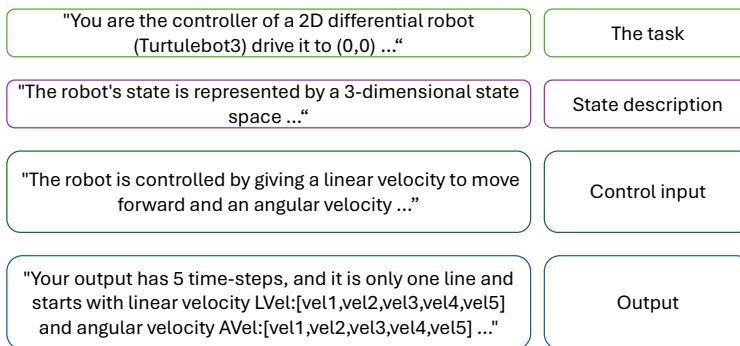 "You are the controller of a 2D differential robot
(Turtulebot3) drive it to (0,0) ...“
The task
"The robot's state is represented by a 3-dimensional state
space ...“
State description
"The robot is controlled by giving a linear velocity to move
forward and an angular velocity ...”
Control input
"Your output has 5 time-steps, and it is only one line and
starts with linear velocity LVel:[vel1,vel2,vel3,vel4,vel5]
and angular velocity AVel:[vel1,vel2,vel3,vel4,vel5] ..."
Output